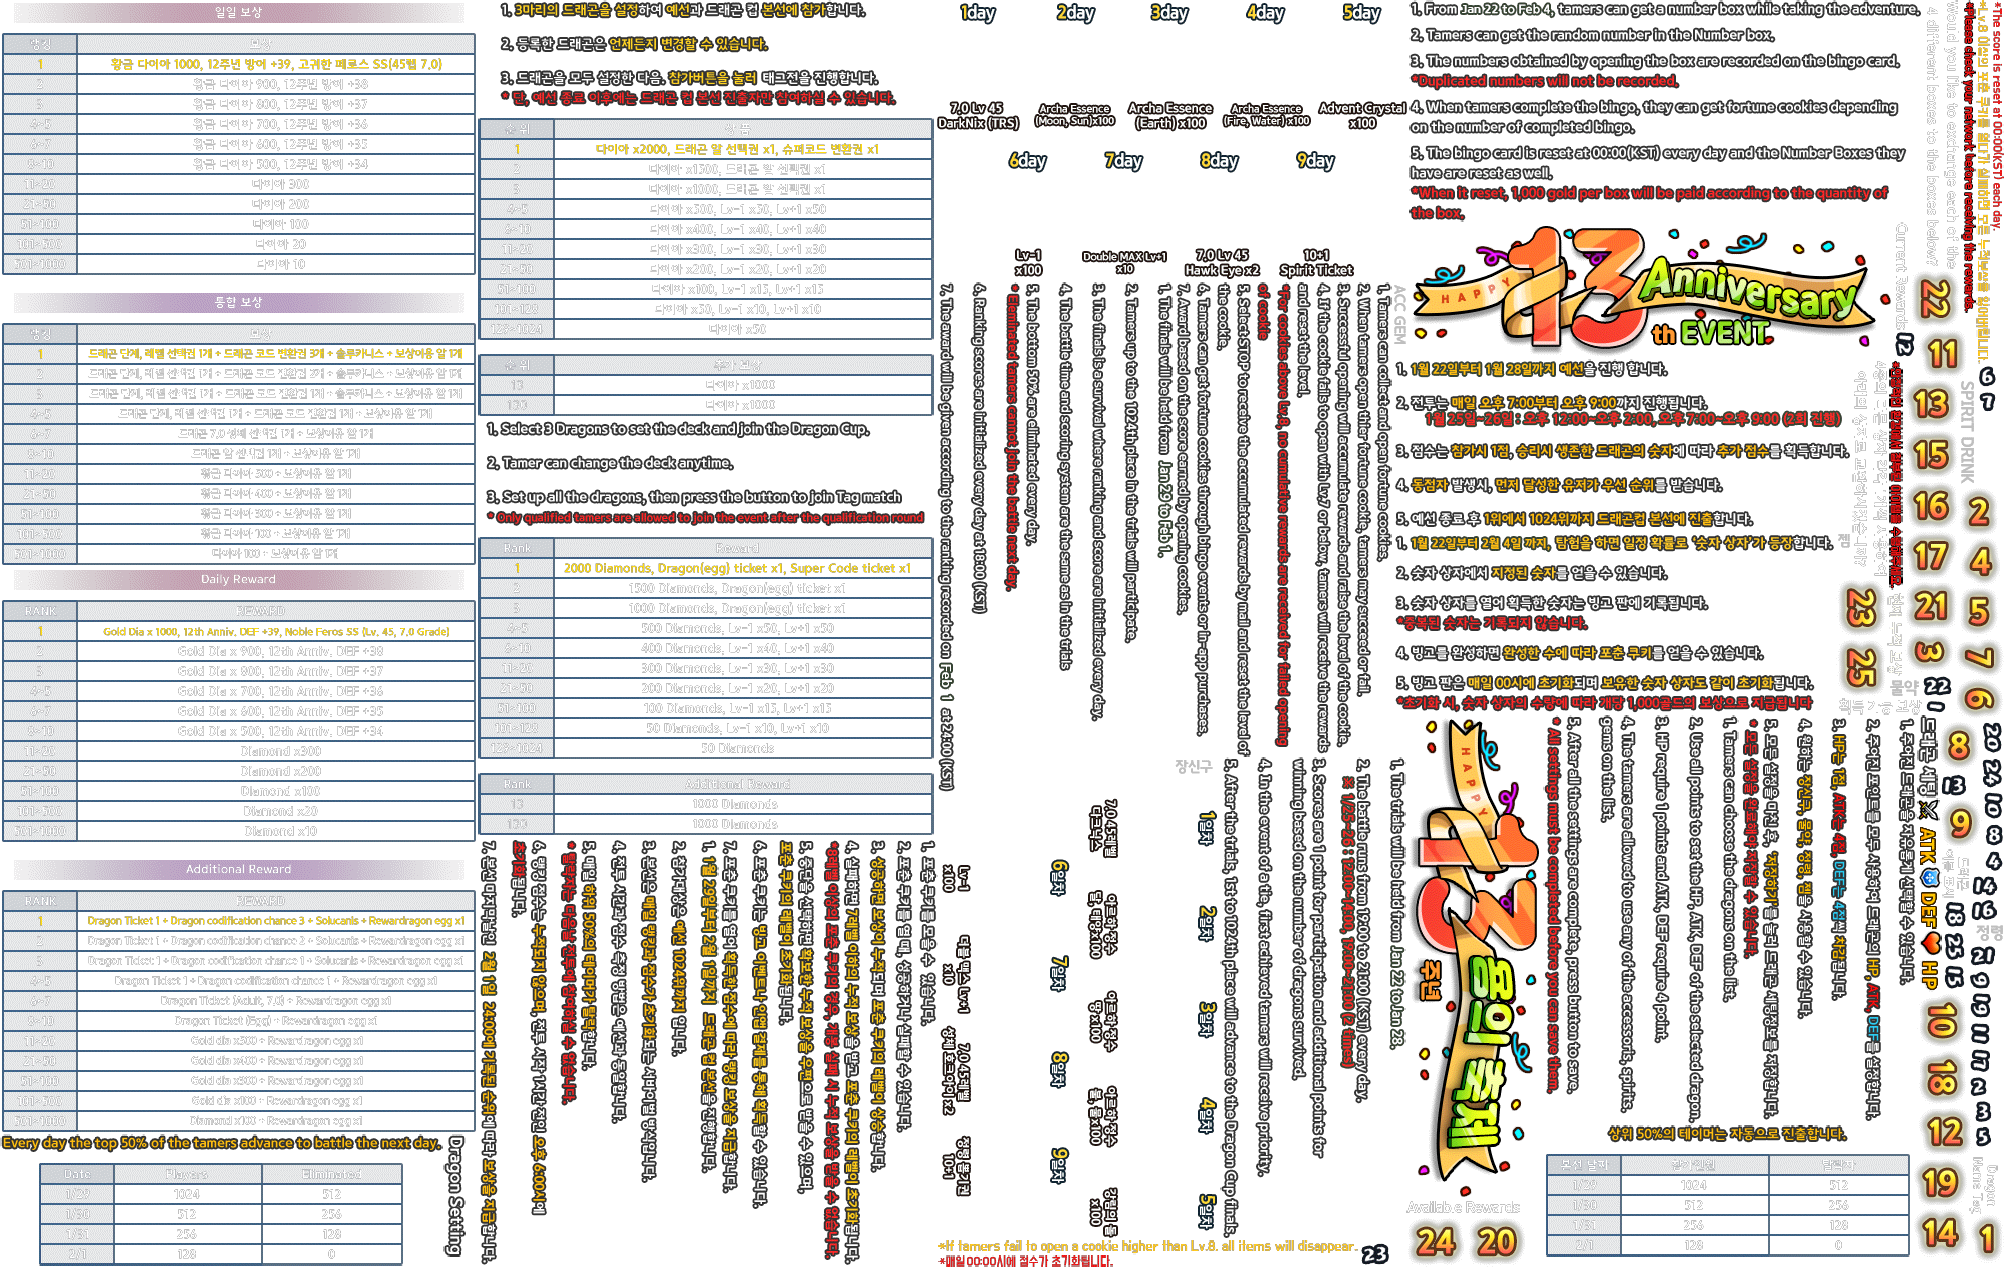 일일 보상
랭킹 보상
1 황금 다이아 1000, 12주년 방어 +39, 고귀한 페로스 SS(45렙 7.0)
2 황금 다이아 900, 12주년 방어 +38
3 황금 다이아 800, 12주년 방어 +37
4~5 황금 다이아 700, 12주년 방어 +36
6~7 황금 다이아 600, 12주년 방어 +35
8~10 황금 다이아 500, 12주년 방어 +34
11~20 다이아 300
21~50 다이아 200
51~100 다이아 100
101~500 다이아 20
501~1000 다이아 10
통합 보상
랭킹 보상
1 드래곤 단계, 레벨 선택권 1개 + 드래곤 코드 변환권 3개 + 솔루카니스 + 보상이용 알 1개
Daily Reward
RANK REWARD
1 Gold Dia x 1000, 12th Anniv. DEF +39, Noble Feros SS (Lv. 45, 7.0 Grade)
2 Gold Dia x 900, 12th Anniv. DEF +38
3 Gold Dia x 800, 12th Anniv. DEF +37
4~5 Gold Dia x 700, 12th Anniv. DEF +36
6~7 Gold Dia x 600, 12th Anniv. DEF +35
8~10 Gold Dia x 500, 12th Anniv. DEF +34
11~20 Diamond x300
21~50 Diamond x200
51~100 Diamond x100
101~500 Diamond x20
501~1000 Diamond x10
Additional Reward
RANK REWARD
1 Dragon Ticket 1 + Dragon codification chance 3 + Solucanis + Rewardragon egg x1
2 Dragon Ticket 1 + Dragon codification chance 2 + Solucanis + Rewardragon egg x1
3 Dragon Ticket 1 + Dragon codification chance 1 + Solucanis + Rewardragon egg x1
4~5 Dragon Ticket 1 + Dragon codification chance 1 + Rewardragon egg x1
6~7 Dragon Ticket (Adult, 7.0) + Rewardragon egg x1
8~10 Dragon Ticket (Egg) + Rewardragon egg x1
11~20 Gold dia x500 + Rewardragon egg x1
21~50 Gold dia x400 + Rewardragon egg x1
51~100 Gold dia x300 + Rewardragon egg x1
101~500 Gold dia x100 + Rewardragon egg x1
501~1000 Diamond x100 + Rewardragon egg x1
Every day the top 50% of the tamers advance to battle the next day.
Date Players Eliminated
1/29 1024 512
1/30 512 256
1/31 256 128
2/1 128 0
Dragon Setting
1. 3마리의 드래곤을 설정하여 예선과 드래곤 컵 본선에 참가합니다.
2. 등록한 드래곤은 언제든지 변경할 수 있습니다.
3. 드래곤을 모두 설정한 다음, 참가버튼을 눌러 태그전을 진행합니다.
* 단, 예선 종료 이후에는 드래곤 컵 본선 진출자만 참여하실 수 있습니다.
순위 상품
1 다이아 x2000, 드래곤 알 선택권 x1, 슈퍼코드 변환권 x1
2 다이아 x1500, 드래곤 알 선택권 x1
3 다이아 x1000, 드래곤 알 선택권 x1
4~5 다이아 x500, Lv-1 x50, Lv+1 x50
6~10 다이아 x400, Lv-1 x40, Lv+1 x40
11~20 다이아 x300, Lv-1 x30, Lv+1 x30
21~50 다이아 x200, Lv-1 x20, Lv+1 x20
51~100 다이아 x100, Lv-1 x15, Lv+1 x15
101~128 다이아 x50, Lv-1 x10, Lv+1 x10
129~1024 다이아 x50
순위 추가 보상
13 다이아 x1000
130 다이아 x1000
1. Select 3 Dragons to set the deck and join the Dragon Cup.
2. Tamer can change the deck anytime.
3. Set up all the dragons, then press the button to join Tag match
* Only qualified tamers are allowed to join the event after the qualification round
Rank Reward
1 2000 Diamonds, Dragon(egg) ticket x1, Super Code ticket x1
2 1500 Diamonds, Dragon(egg) ticket x1
3 1000 Diamonds, Dragon(egg) ticket x1
4~5 500 Diamonds, Lv-1 x50, Lv+1 x50
6~10 400 Diamonds, Lv-1 x40, Lv+1 x40
11~20 300 Diamonds, Lv-1 x30, Lv+1 x30
21~50 200 Diamonds, Lv-1 x20, Lv+1 x20
51~100 100 Diamonds, Lv-1 x15, Lv+1 x15
101~128 50 Diamonds, Lv-1 x10, Lv+1 x10
129~1024 50 Diamonds
Rank Additional Reward
13 1000 Diamonds
130 1000 Diamonds
1day 2day 3day 4day 5day
7.0 Lv 45 DarkNix (TRS)
Archa Essence (Moon, Sun)x100
Archa Essence (Earth) x100
Archa Essence (Fire, Water) x100
Advent Crystal x100
6day 7day 8day 9day
Lv-1 x100
Double MAX Lv+1 x10
7.0 Lv 45 Hawk Eye x2
10+1 Spirit Ticket
1. The finals will be held from Jan 29 to Feb 1.
2. Tamers up to the 1024th place in the trials will participate.
3. The finals is a survival where ranking and score are initialized every day.
4. The battle time and scoring system are the same as in the trials
5. The bottom 50% are eliminated every day.
* Eleminated tamers cannot join the battle next day.
6. Ranking scores are initialized every day at 18:00 (KST)
7. The award will be given according to the ranking recorded on Feb 1 at 24:00 (KST)
ACC GEM
1. Tamers can collect and open fortune cookies.
2. When tamers open thier fortune cookie, tamers may succeed or fail.
3. Successful opening will accumulate rewards and raise the level of the cookie.
4. If the cookie fails to open with Lv.7 or below, tamers will receive the rewards
and reset the level.
*For cookies above Lv.8, no cumulative rewards are received for failed opening
of cookie
5. Select STOP to receive the accumulated rewards by mail and reset the level of
the cookie.
6. Tamers can get fortune cookies through bingo events or in-app purchases.
7. Award based on the score earned by opening cookies.
1. The trials will be held from Jan 22 to Jan 28.
2. The battle runs from 19:00 to 21:00 (KST) every day.
※ 1/25~26 : 12:00~14:00, 19:00~21:00 (2 times)
3. Scores are 1 point for participation and additional points for
winning based on the number of dragons survived.
4. In the event of a tie, first achieved tamers will receive priority.
5. After the trials, 1st to 1024th place will advance to the Dragon Cup finals.
장신구
1일차 2일차 3일차 4일차 5일차
6일차 7일차 8일차 9일차
7.0 45레벨 다크닉스
아르하 정수 달, 태양x100
아르하 정수 땅 x100
아르하 정수 불, 물x100
강림의 돌 x100
Lv-1 x100
더블 맥스 Lv+1 x10
7.0 45레벨 성체 호크아이 x2
정령 뽑기권 10+1
1. 포춘 쿠키를 모을 수 있습니다.
2. 포춘 쿠키를 열 때, 성공하거나 실패할 수 있습니다.
3. 성공하면 보상이 누적되며 포춘 쿠키의 레벨이 상승합니다.
4. 실패하면 7레벨 이하의 누적 보상을 받고 포춘 쿠키의 레벨이 초기화됩니다.
*8레벨 이상의 포춘 쿠키의 경우, 개봉 실패 시 누적 보상을 받을 수 없습니다.
5. 중단을 선택하면 확보한 누적 보상을 우편으로 받을 수 있으며,
포춘 쿠키의 레벨이 초기화됩니다.
6. 포춘 쿠키는 빙고 이벤트나 인앱 결제를 통해 획득할 수 있습니다.
7. 포춘 쿠키를 열어 획득한 점수에 따라 랭킹 보상을 지급합니다.
1. 1월 29일부터 2월 1일까지 드래곤 컵 본선을 진행합니다.
2. 참가대상은 예선 1024위까지 입니다.
3. 본선은 매일 랭킹과 점수가 초기화되는 서바이벌 방식입니다.
4. 전투 시간과 점수 측정 방법은 예선과 동일합니다.
5. 매일 하위 50%의 테이머가 탈락합니다.
* 탈락자는 다음날 전투에 참여하실 수 없습니다.
6. 랭킹 점수는 누적되지 않으며, 전투 시작 1시간 전인 오후 6:00시에
초기화됩니다.
7. 본선 마지막날인 2월 1일 24:00에 기록된 순위에 따라 보상을 지급합니다.
*If tamers fail to open a cookie higher than Lv.8, all items will disappear.
*매일 00:00시에 점수가 초기화됩니다.
1. From Jan 22 to Feb 4, tamers can get a number box while taking the adventure.
2. Tamers can get the random number in the Number box.
3. The numbers obtained by opening the box are recorded on the bingo card.
*Duplicated numbers will not be recorded.
4. When tamers complete the bingo, they can get fortune cookies depending
on the number of completed bingo.
5. The bingo card is reset at 00:00(KST) every day and the Number Boxes they
have are reset as well.
*When it reset, 1,000 gold per box will be paid according to the quantity of
the box.
HAPPY 13 Anniversary
th EVENT
1. 1월 22일부터 1월 28일까지 예선을 진행 합니다.
2. 전투는 매일 오후 7:00부터 오후 9:00까지 진행됩니다.
1월 25일~26일 : 오후 12:00~오후 2:00, 오후 7:00~오후 9:00 (2회 진행)
3. 점수는 참가시 1점, 승리시 생존한 드래곤의 숫자에 따라 추가 점수를 획득합니다.
4. 동점자 발생시, 먼저 달성한 유저가 우선 순위를 받습니다.
5. 예선 종료 후 1위에서 1024위까지 드래곤컵 본선에 진출합니다.
1. 1월 22일부터 2월 4일 까지, 탐험을 하면 일정 확률로 '숫자 상자'가 등장합니다.
2. 숫자 상자에서 지정된 숫자를 얻을 수 있습니다.
3. 숫자 상자를 열어 획득한 숫자는 빙고 판에 기록됩니다.
*중복된 숫자는 기록되지 않습니다.
4. 빙고를 완성하면 완성한 수에 따라 포춘 쿠키를 얻을 수 있습니다.
5. 빙고 판은 매일 00시에 초기화되며 보유한 숫자 상자도 같이 초기화됩니다.
*초기화 시, 숫자 상자의 수량에 따라 개당 1,000골드의 보상으로 지급됩니다
젬
물약
획득 가능 보상
HAPPY 13주년 용의 축제
1. Tamers can choose the dragons on the list.
2. Use all points to set the HP, ATK, DEF of the selected dragon.
3. HP require 1 points and ATK, DEF require 4 point.
4. The tamers are allowed to use any of the accessoris, spirits,
gems on the list.
5. After all the settings are complete, press button to save.
* All settings must be completed before you can save them.
1. 주어진 드래곤을 자유롭게 선택할 수 있습니다.
2. 주어진 포인트를 모두 사용하여 드래곤의 HP, ATK, DEF를 설정합니다.
3. HP는 1점, ATK는 4점, DEF는 4점씩 차감됩니다.
4. 원하는 장신구, 물약, 정령, 젬을 사용할 수 있습니다.
5. 모든 설정을 마친 후, '저장하기'를 눌러 드래곤 세팅 정보를 저장합니다.
* 모든 설정을 완료해야 저장할 수 있습니다.
드래곤 세팅 ATK DEF HP
상위 50%의 테이머는 자동으로 진출합니다.
본선 날짜 참가인원 탈락자
1/29 1024 512
1/30 512 256
1/31 256 128
2/1 128 0
Available Rewards
24 20 23
*The score is reset at 00:00(KST) each day.
*Please check your network before receiving the rewards.
Would you like to exchange each of the
4 different boxes to the boxes below?
Current Rewards
SPIRIT DRINK
정령
Dragon Name Tag
22 11 13 15 16 17 21 3 23 25
2 4 5 7 6 8 9 10 18 12 19 14 1
12 6 7 22 1 13
20 24 10 8 4 14 16 18 25 15 21 9 19 11 17 2 3 5